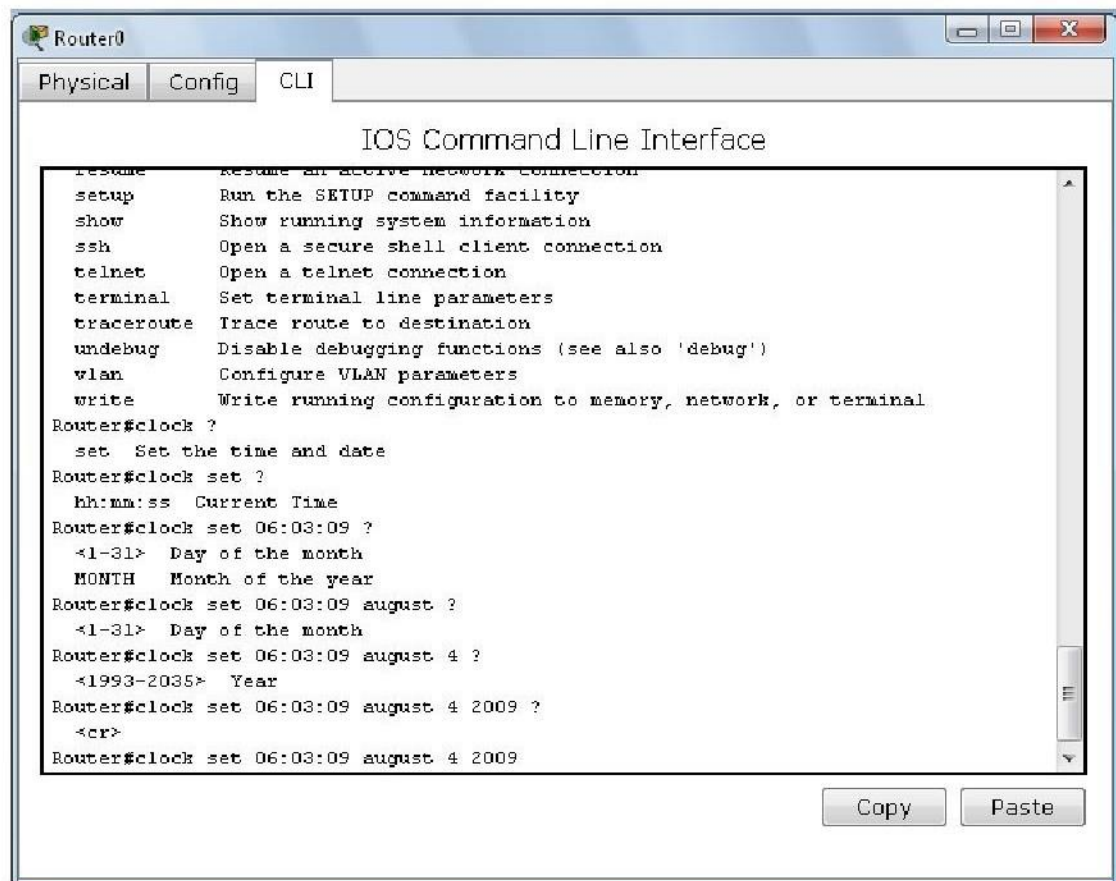 Router0
Physical Config CLI
IOS Command Line Interface
resume Resume an active network connection
setup Run the SETUP command facility
show Show running system information
ssh Open a secure shell client connection
telnet Open a telnet connection
terminal Set terminal line parameters
traceroute Trace route to destination
undebug Disable debugging functions (see also 'debug')
vlan Configure VLAN parameters
write Write running configuration to memory, network, or terminal
Router#clock ?
set Set the time and date
Router#clock set ?
hh:mm:ss Current Time
Router#clock set 06:03:09 ?
<1-31> Day of the month
MONTH Month of the year
Router#clock set 06:03:09 august ?
<1-31> Day of the month
Router#clock set 06:03:09 august 4 ?
<1993-2035> Year
Router#clock set 06:03:09 august 4 2009 ?
<cr>
Router#clock set 06:03:09 august 4 2009
Copy Paste